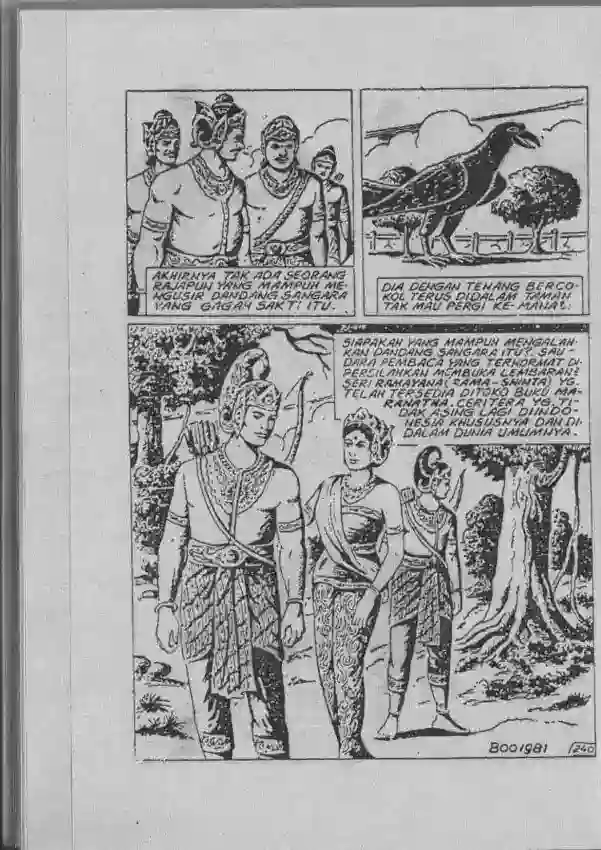 AKHIRNYA TAK ADA SEORANG
RAJAPUN YANG MAMPUH ME-
NGUSIR DANDANG SANGARA
YANG GAGAH SAKTI ITU.
DIA DENGAN TENANG BERCO-
KOL TERUS DIDALAM TAMAN
TAK MAU PERGI KE-MANA2.
SIAPAKAH YANG MAMPUH MENGALAH-
KAN DANDANG SANGARA ITU?. SAU-
DARA PEMBACA YANG TERHORMAT DI
PERSILAHKAN MEMBUKA LEMBARAN2
SERI RAMAYANA (RAMA-SHINTA) YG.
TELAH TERSEDIA DITOKO BUKU MA-
RANATHA. CERITERA YG. TI-
DAK ASING LAGI DIINDO-
NESIA KHUSUSNYA DAN DI-
DALAM DUNIA UMUMNYA.
BOO1981
240